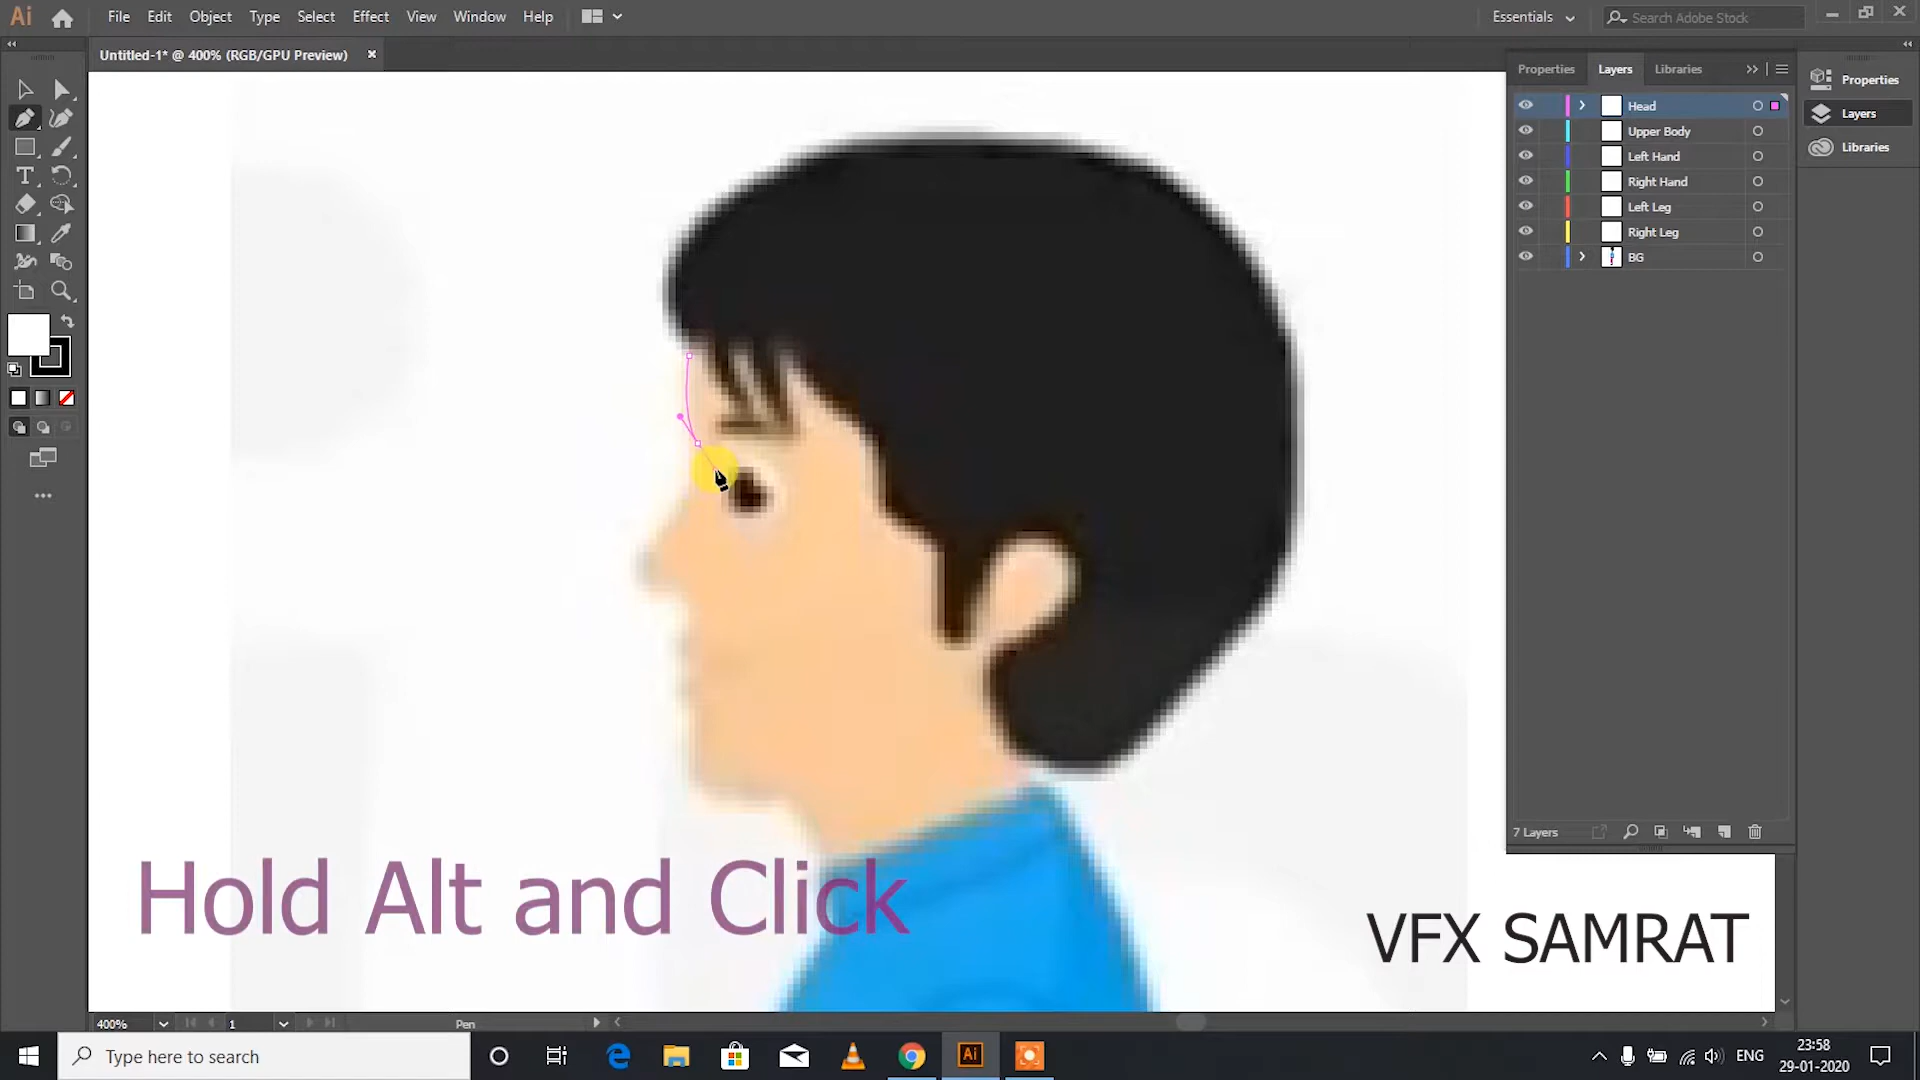 Ai File Edit Object Type Select Effect View Window Help Essentials Search Adobe Stock
Untitled-1* @ 400% (RGB/GPU Preview)
Properties Layers Libraries
Head
Upper Body
Left Hand
Right Hand
Left Leg
Right Leg
BG
7 Layers
Properties
Layers
Libraries
Hold Alt and Click
VFX SAMRAT
400% 1 Pen
Type here to search
Ai
ENG
23:58
29-01-2020